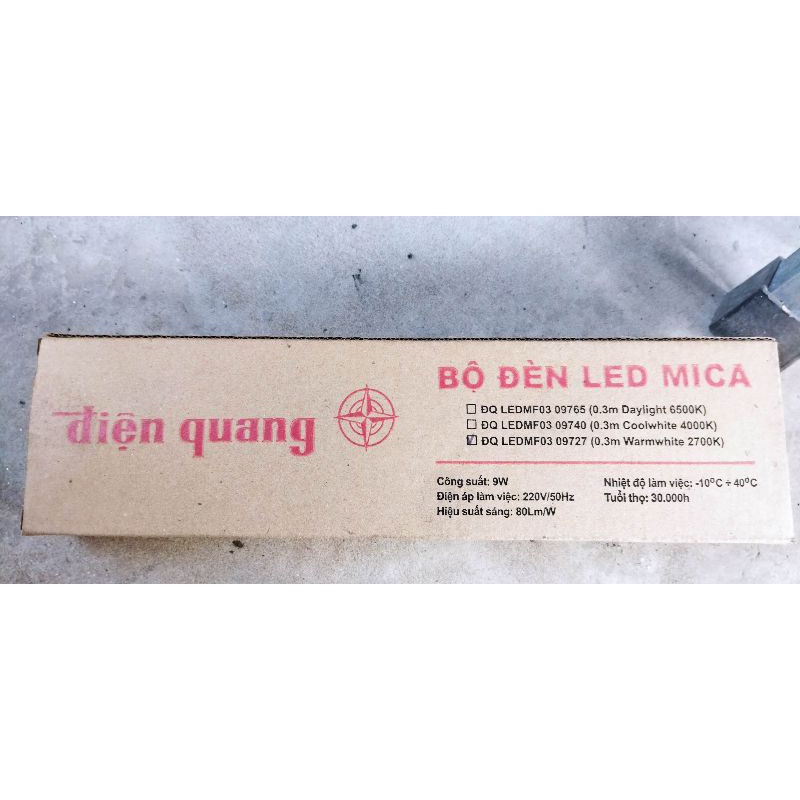 điện quang
BỘ ĐÈN LED MICA
☐ ĐQ LEDMF03 09765 (0.3m Daylight 6500K)
☐ ĐQ LEDMF03 09740 (0.3m Coolwhite 4000K)
☑ ĐQ LEDMF03 09727 (0.3m Warmwhite 2700K)
Công suất: 9W
Điện áp làm việc: 220V/50Hz
Hiệu suất sáng: 80Lm/W
Nhiệt độ làm việc: -10°C ÷ 40°C
Tuổi thọ: 30.000h